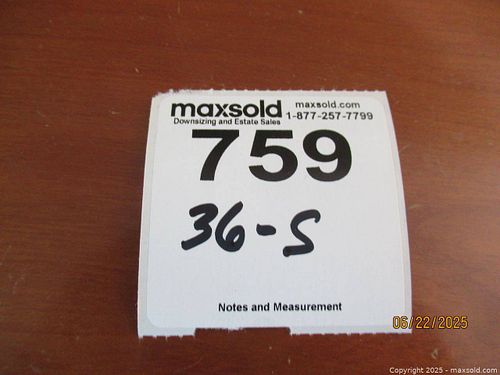 maxsold
Downsizing and Estate Sales
maxsold.com
1-877-257-7799
759
36-S
Notes and Measurement
06/22/2025
Copyright 2025 - maxsold.com